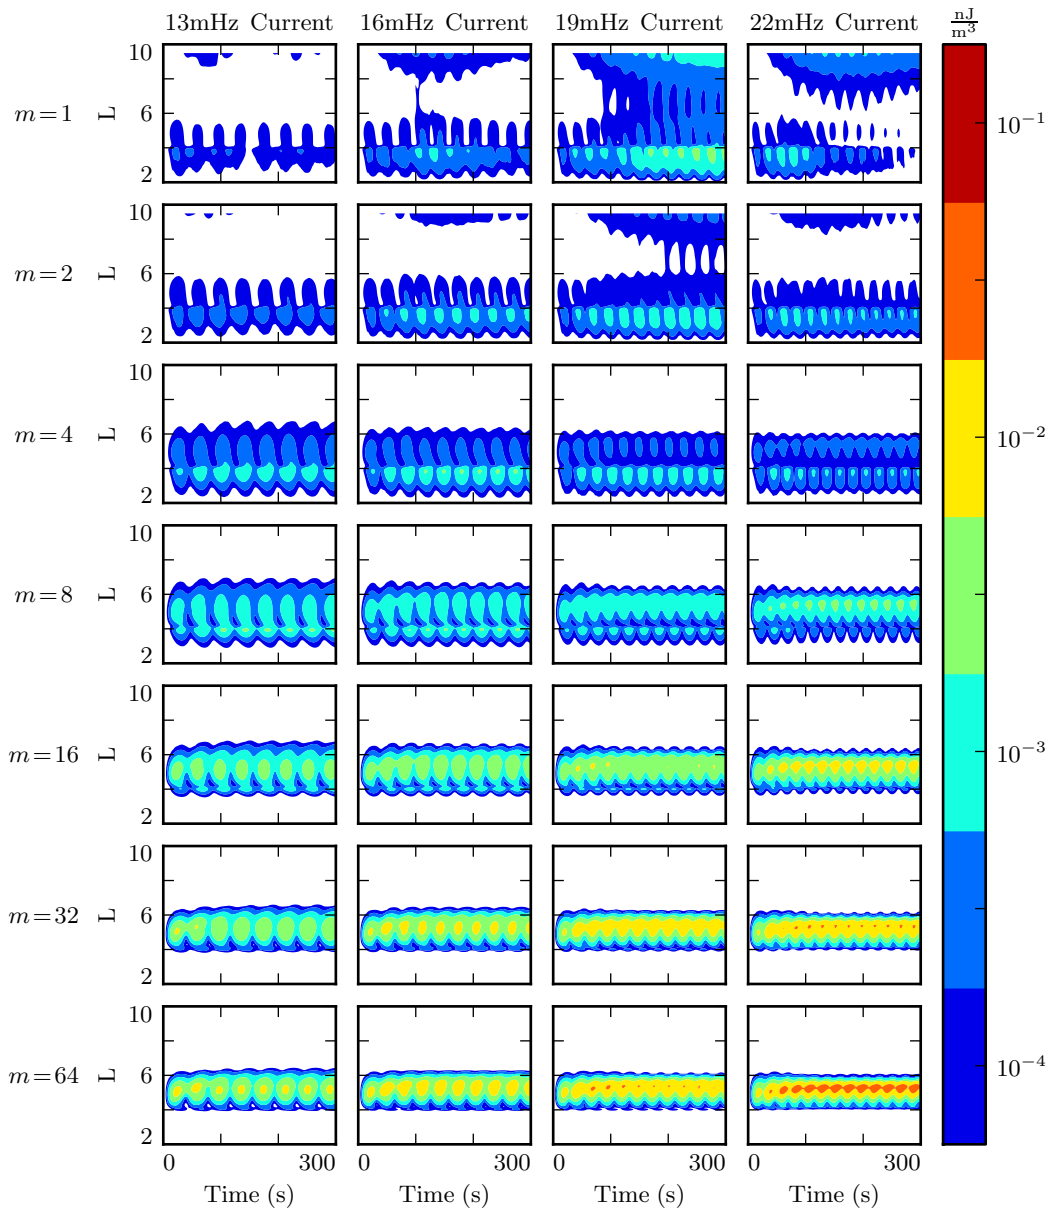 13mHz Current 16mHz Current 19mHz Current 22mHz Current nJ/m³
m=1 L 10 6 2 10⁻¹
m=2 L 10 6 2
m=4 L 10 6 2 10⁻²
m=8 L 10 6 2
m=16 L 10 6 2 10⁻³
m=32 L 10 6 2
m=64 L 10 6 2 10⁻⁴
0 300 0 300 0 300 0 300
Time (s) Time (s) Time (s) Time (s)